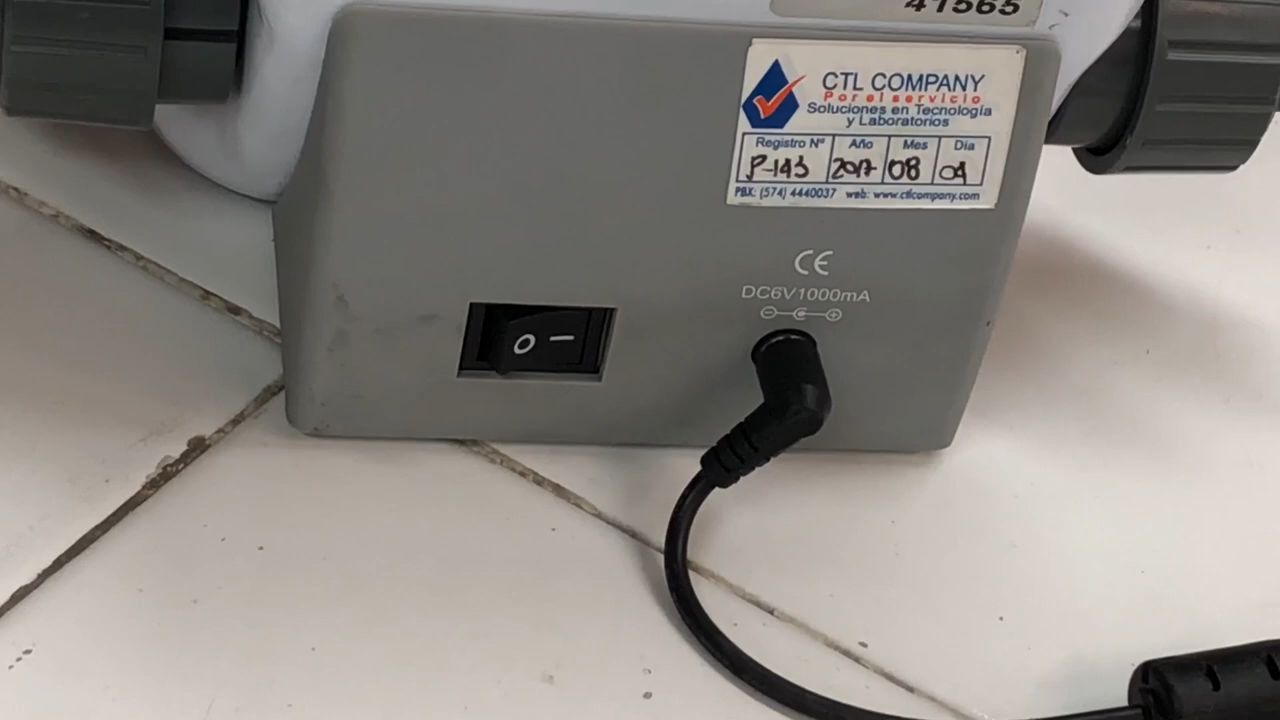 41565
CTL COMPANY
Por el servicio
Soluciones en Tecnología
y Laboratorios
Registro Nº Año Mes Día
P-143 2017 08 04
PBX: (574) 4440037 web: www.ctlcompany.com
CE
DC6V1000mA
O I